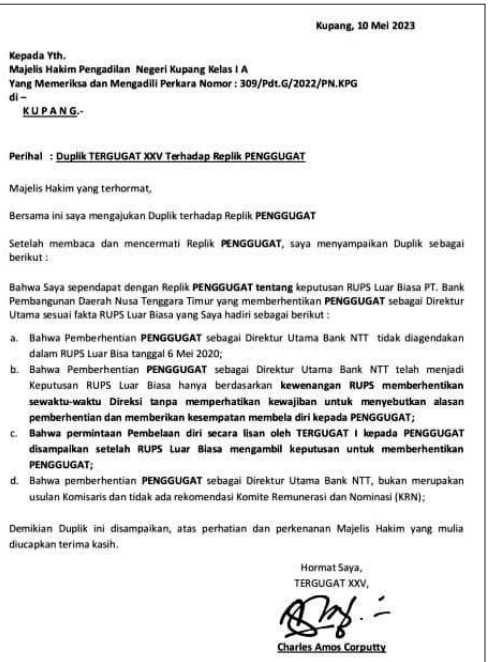 Kupang, 10 Mei 2023
Kepada Yth.
Majelis Hakim Pengadilan Negeri Kupang Kelas I A
Yang Memeriksa dan Mengadili Perkara Nomor : 309/Pdt.G/2022/PN.KPG
di –
K U P A N G.-
Perihal : Duplik TERGUGAT XXV Terhadap Replik PENGGUGAT
Majelis Hakim yang terhormat,
Bersama ini saya mengajukan Duplik terhadap Replik PENGGUGAT
Setelah membaca dan mencermati Replik PENGGUGAT, saya menyampaikan Duplik sebagai
berikut :
Bahwa Saya sependapat dengan Replik PENGGUGAT tentang keputusan RUPS Luar Biasa PT. Bank
Pembangunan Daerah Nusa Tenggara Timur yang memberhentikan PENGGUGAT sebagai Direktur
Utama sesuai fakta RUPS Luar Biasa yang Saya hadiri sebagai berikut :
a. Bahwa Pemberhentian PENGGUGAT sebagai Direktur Utama Bank NTT tidak diagendakan
dalam RUPS Luar Bisa tanggal 6 Mei 2020;
b. Bahwa Pemberhentian PENGGUGAT sebagai Direktur Utama Bank NTT telah menjadi
Keputusan RUPS Luar Biasa hanya berdasarkan kewenangan RUPS memberhentikan
sewaktu-waktu Direksi tanpa memperhatikan kewajiban untuk menyebutkan alasan
pemberhentian dan memberikan kesempatan membela diri kepada PENGGUGAT;
c. Bahwa permintaan Pembelaan diri secara lisan oleh TERGUGAT I kepada PENGGUGAT
disampaikan setelah RUPS Luar Biasa mengambil keputusan untuk memberhentikan
PENGGUGAT;
d. Bahwa pemberhentian PENGGUGAT sebagai Direktur Utama Bank NTT, bukan merupakan
usulan Komisaris dan tidak ada rekomendasi Komite Remunerasi dan Nominasi (KRN);
Demikian Duplik ini disampaikan, atas perhatian dan perkenanan Majelis Hakim yang mulia
diucapkan terima kasih.
Hormat Saya,
TERGUGAT XXV,
Charles Amos Corputty